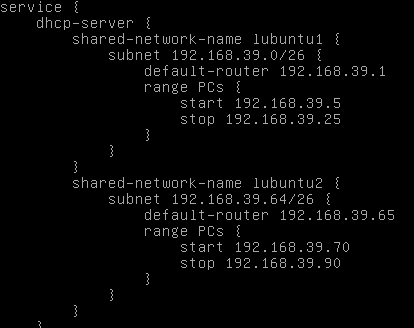 service {
    dhcp-server {
        shared-network-name lubuntu1 {
            subnet 192.168.39.0/26 {
                default-router 192.168.39.1
                range PCs {
                    start 192.168.39.5
                    stop 192.168.39.25
                }
            }
        }
        shared-network-name lubuntu2 {
            subnet 192.168.39.64/26 {
                default-router 192.168.39.65
                range PCs {
                    start 192.168.39.70
                    stop 192.168.39.90
                }
            }
        }
    }